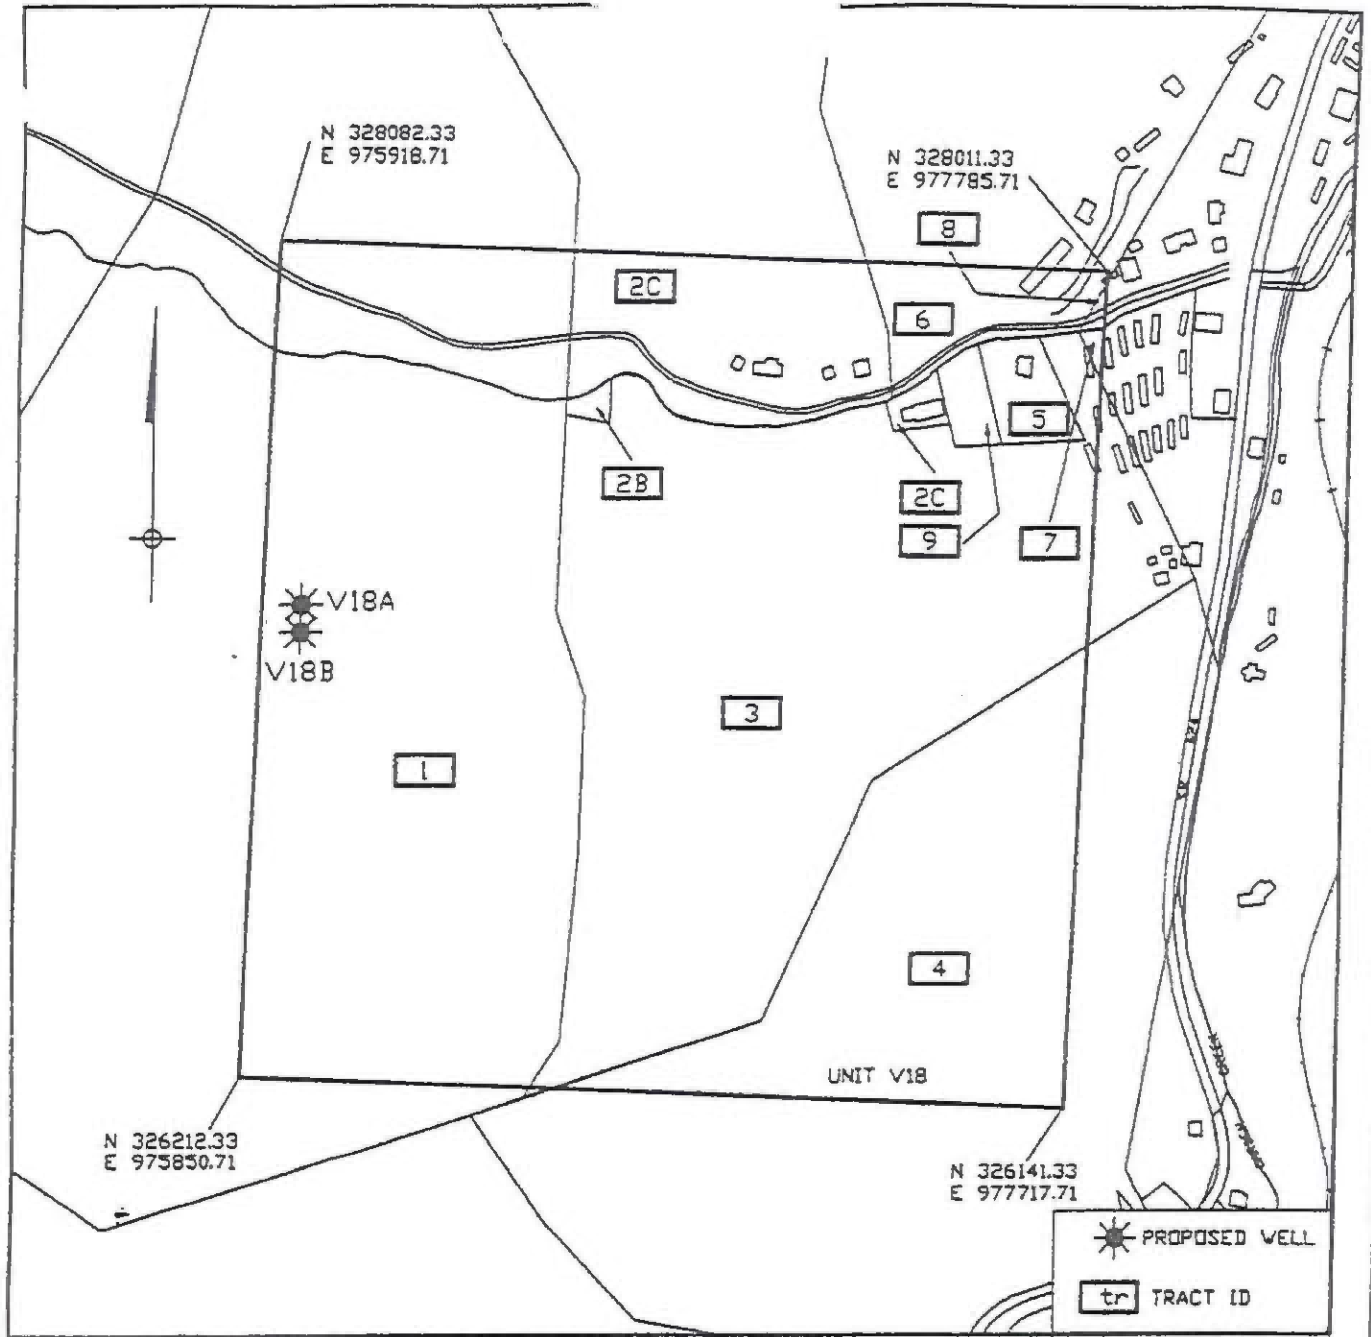 N 328082.33
E 975918.71
N 328011.33
E 977785.71
8
2C
6
5
2B
2C
9
7
V18A
V18B
3
1
4
UNIT V18
N 326212.33
E 975850.71
N 326141.33
E 977717.71
PROPOSED WELL
tr TRACT ID